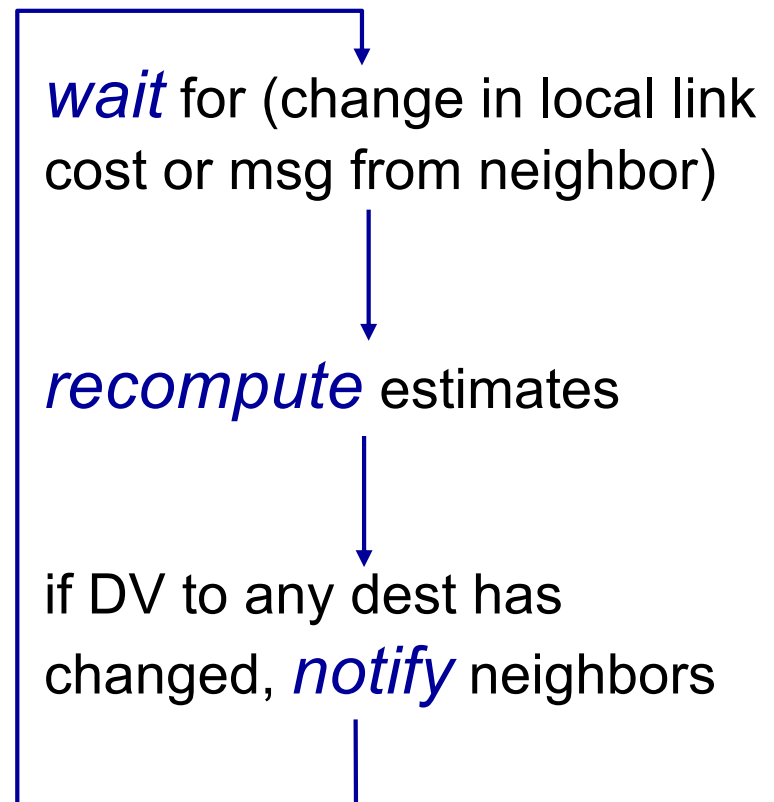 wait for (change in local link
cost or msg from neighbor)
recompute estimates
if DV to any dest has
changed, notify neighbors